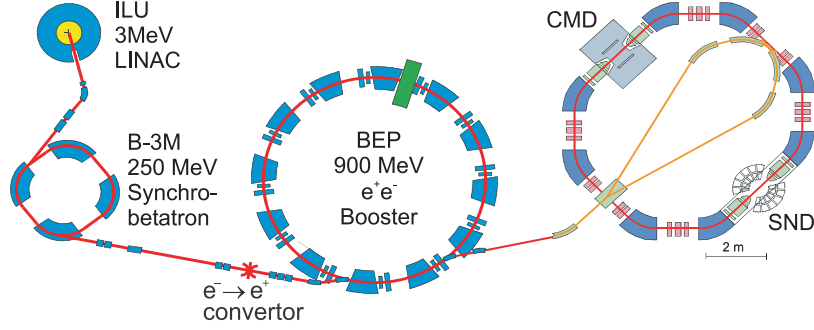 ILU
3MeV
LINAC
B-3M
250 MeV
Synchro-
betatron
e⁻→ e⁺
convertor
BEP
900 MeV
e⁺e⁻
Booster
CMD
SND
2 m